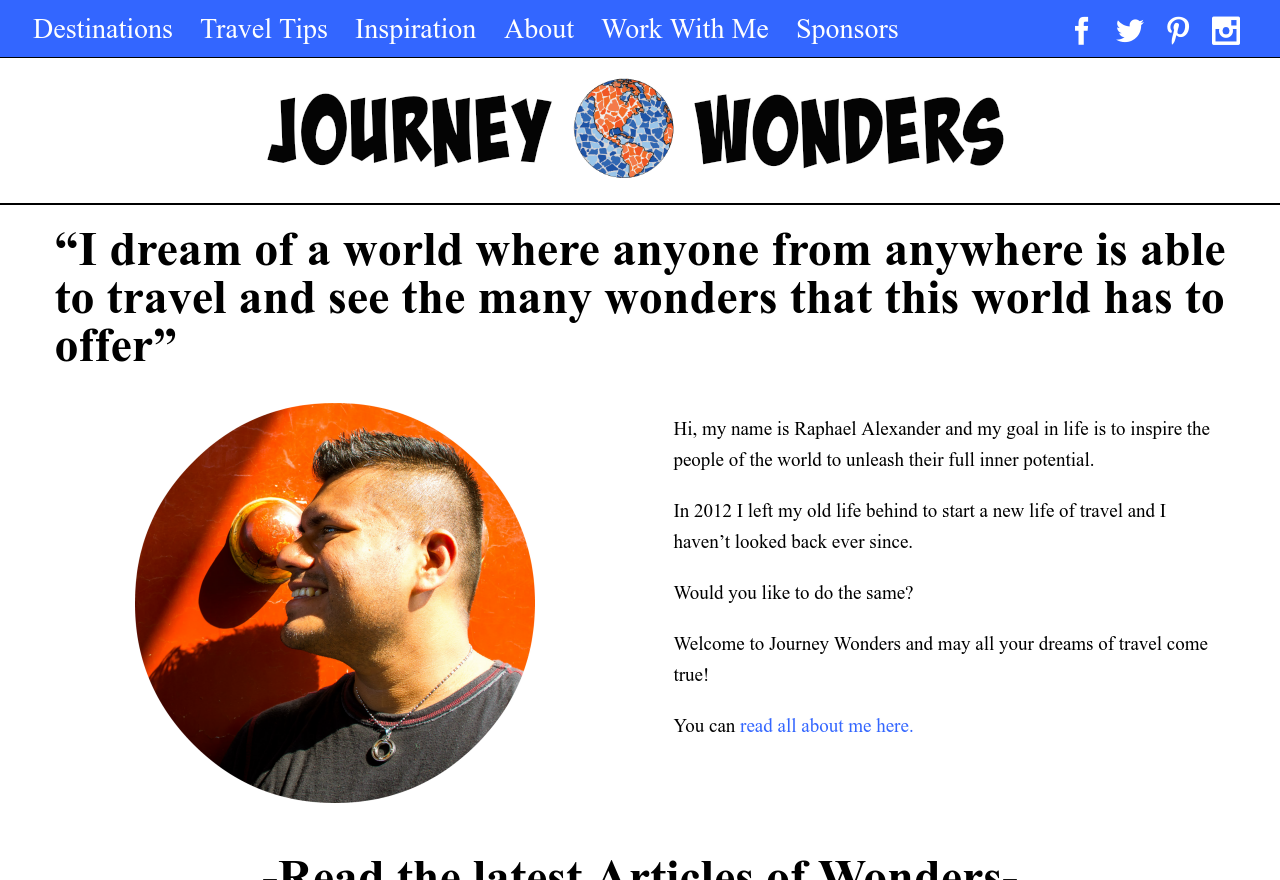 Destinations Travel Tips Inspiration About Work With Me Sponsors
JOURNEY WONDERS
“I dream of a world where anyone from anywhere is able
to travel and see the many wonders that this world has to
offer”
Hi, my name is Raphael Alexander and my goal in life is to inspire the
people of the world to unleash their full inner potential.
In 2012 I left my old life behind to start a new life of travel and I
haven’t looked back ever since.
Would you like to do the same?
Welcome to Journey Wonders and may all your dreams of travel come
true!
You can read all about me here.
-Read the latest Articles of Wonders-